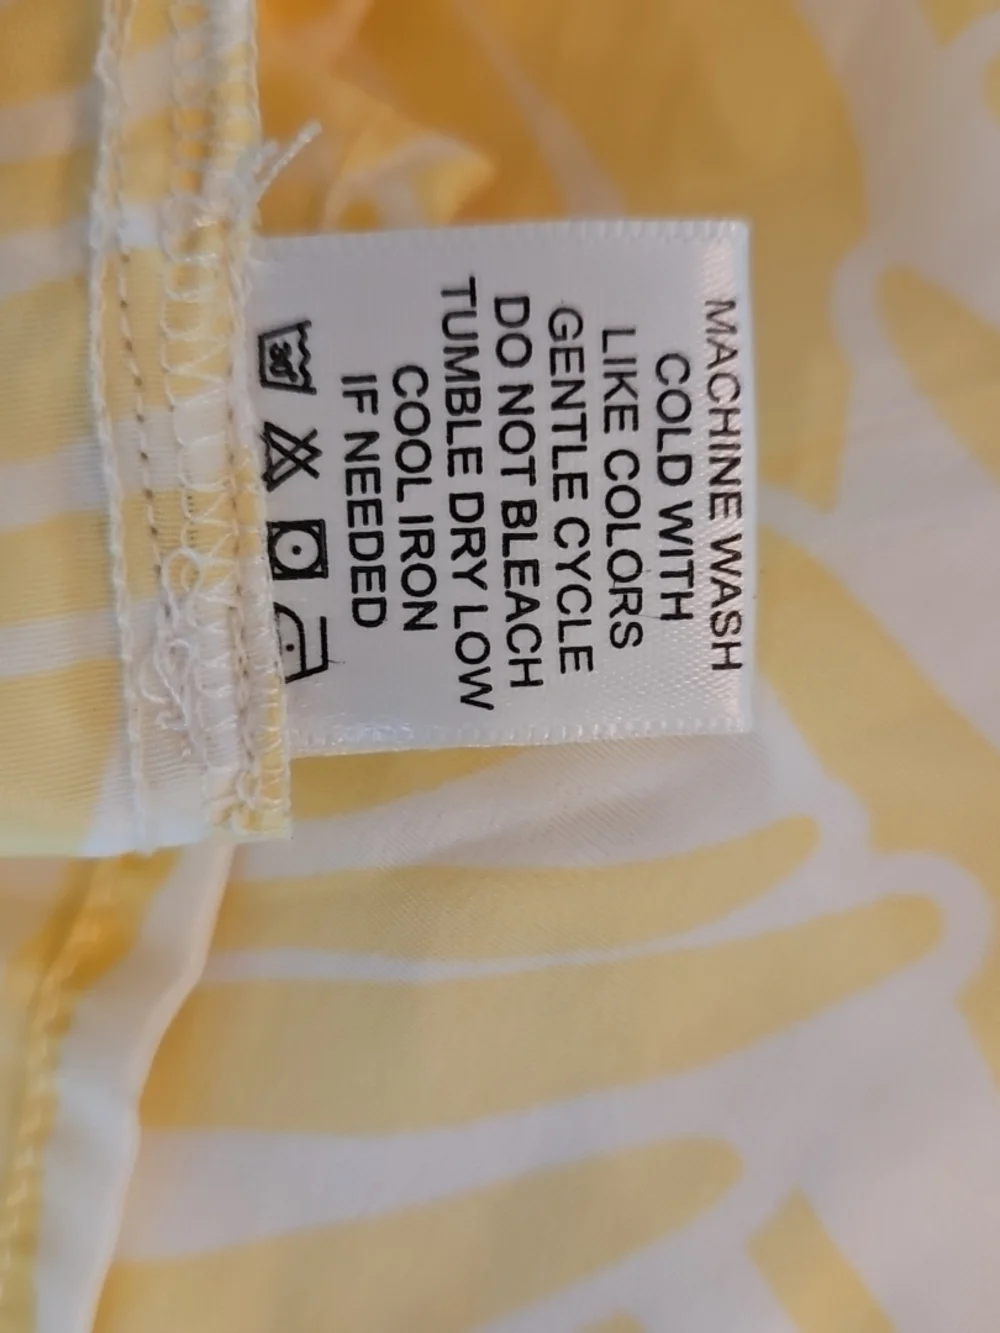 MACHINE WASH
COLD WITH
LIKE COLORS
GENTLE CYCLE
DO NOT BLEACH
TUMBLE DRY LOW
COOL IRON
IF NEEDED
30°